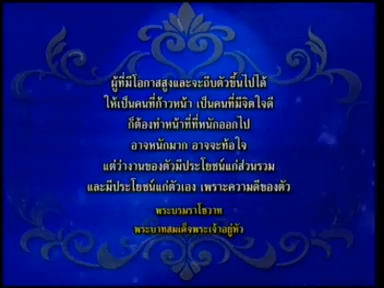 ผู้ที่มีโอกาสสูงและจะถีบตัวขึ้นไปได้
ให้เป็นคนที่ก้าวหน้า เป็นคนที่มีจิตใจดี
ก็ต้องทำหน้าที่ที่หนักออกไป
อาจหนักมาก อาจจะท้อใจ
แต่ว่างานของตัวมีประโยชน์แก่ส่วนรวม
และมีประโยชน์แก่ตัวเอง เพราะความดีของตัว
พระบรมราโชวาท
พระบาทสมเด็จพระเจ้าอยู่หัว